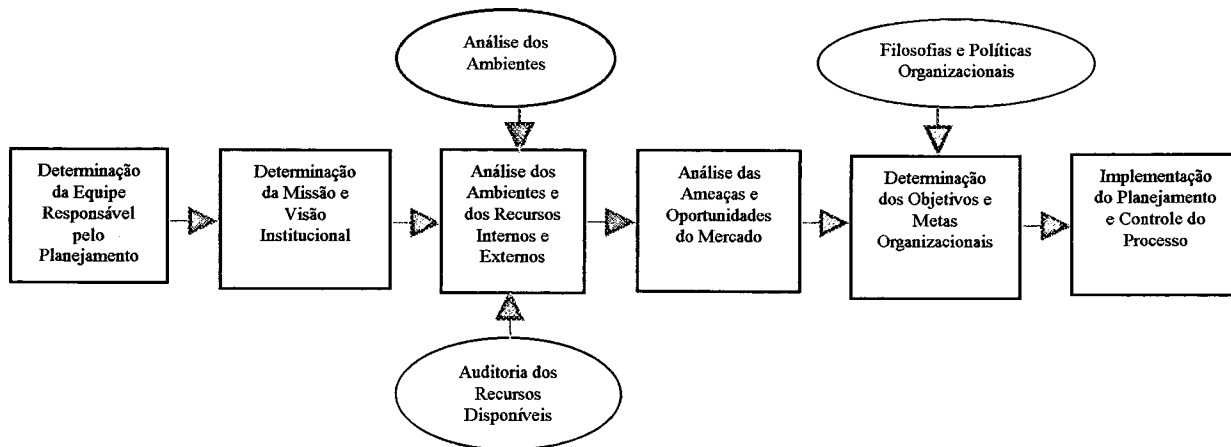 Análise dos
Ambientes
Filosofias e Políticas
Organizacionais
Determinação
da Equipe
Responsável
pelo
Planejamento
Determinação
da Missão e
Visão
Institucional
Análise dos
Ambientes e
dos Recursos
Internos e
Externos
Análise das
Ameaças e
Oportunidades
do Mercado
Determinação
dos Objetivos e
Metas
Organizacionais
Implementação
do Planejamento
e Controle do
Processo
Auditoria dos
Recursos
Disponíveis